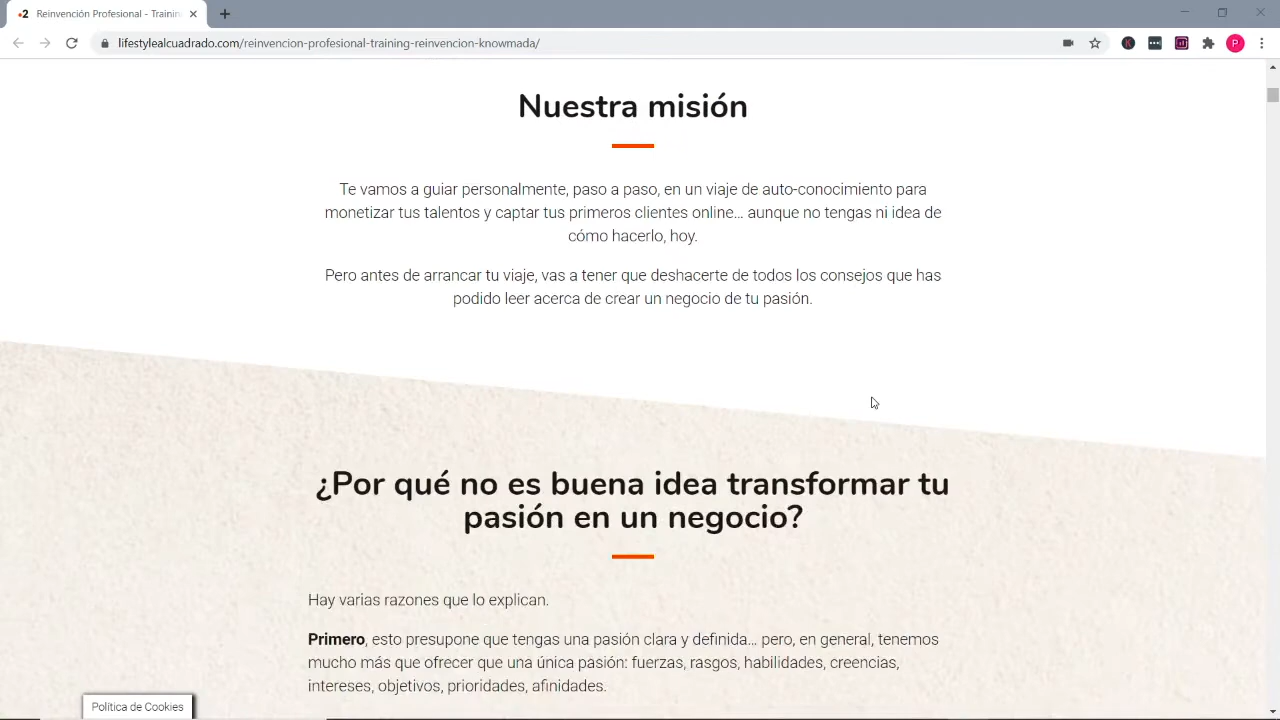 Reinvención Profesional - Trainin
lifestylealcuadrado.com/reinvencion-profesional-training-reinvencion-knowmada/
Nuestra misión
Te vamos a guiar personalmente, paso a paso, en un viaje de auto-conocimiento para
monetizar tus talentos y captar tus primeros clientes online… aunque no tengas ni idea de
cómo hacerlo, hoy.
Pero antes de arrancar tu viaje, vas a tener que deshacerte de todos los consejos que has
podido leer acerca de crear un negocio de tu pasión.
¿Por qué no es buena idea transformar tu
pasión en un negocio?
Hay varias razones que lo explican.
Primero, esto presupone que tengas una pasión clara y definida… pero, en general, tenemos
mucho más que ofrecer que una única pasión: fuerzas, rasgos, habilidades, creencias,
intereses, objetivos, prioridades, afinidades.
Política de Cookies